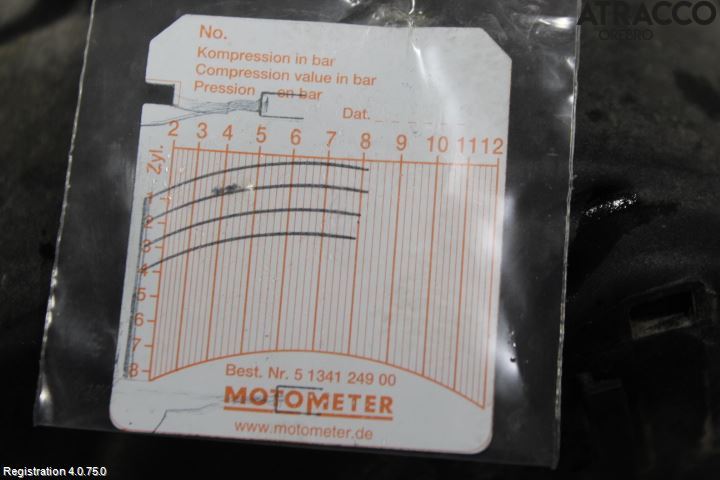 ATRACCO
ÖREBRO
No.
Kompression in bar
Compression value in bar
Pression en bar
Dat.
2 3 4 5 6 7 8 9 10 11 12
Zyl.
2
3
4
5
6
7
8
Best. Nr. 5 1341 249 00
MOTOMETER
www.motometer.de
Registration 4.0.75.0